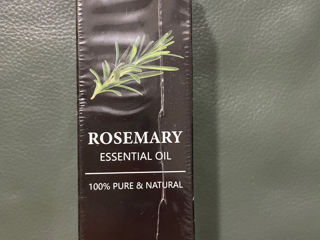 ROSEMARY
ESSENTIAL OIL
100% PURE & NATURAL